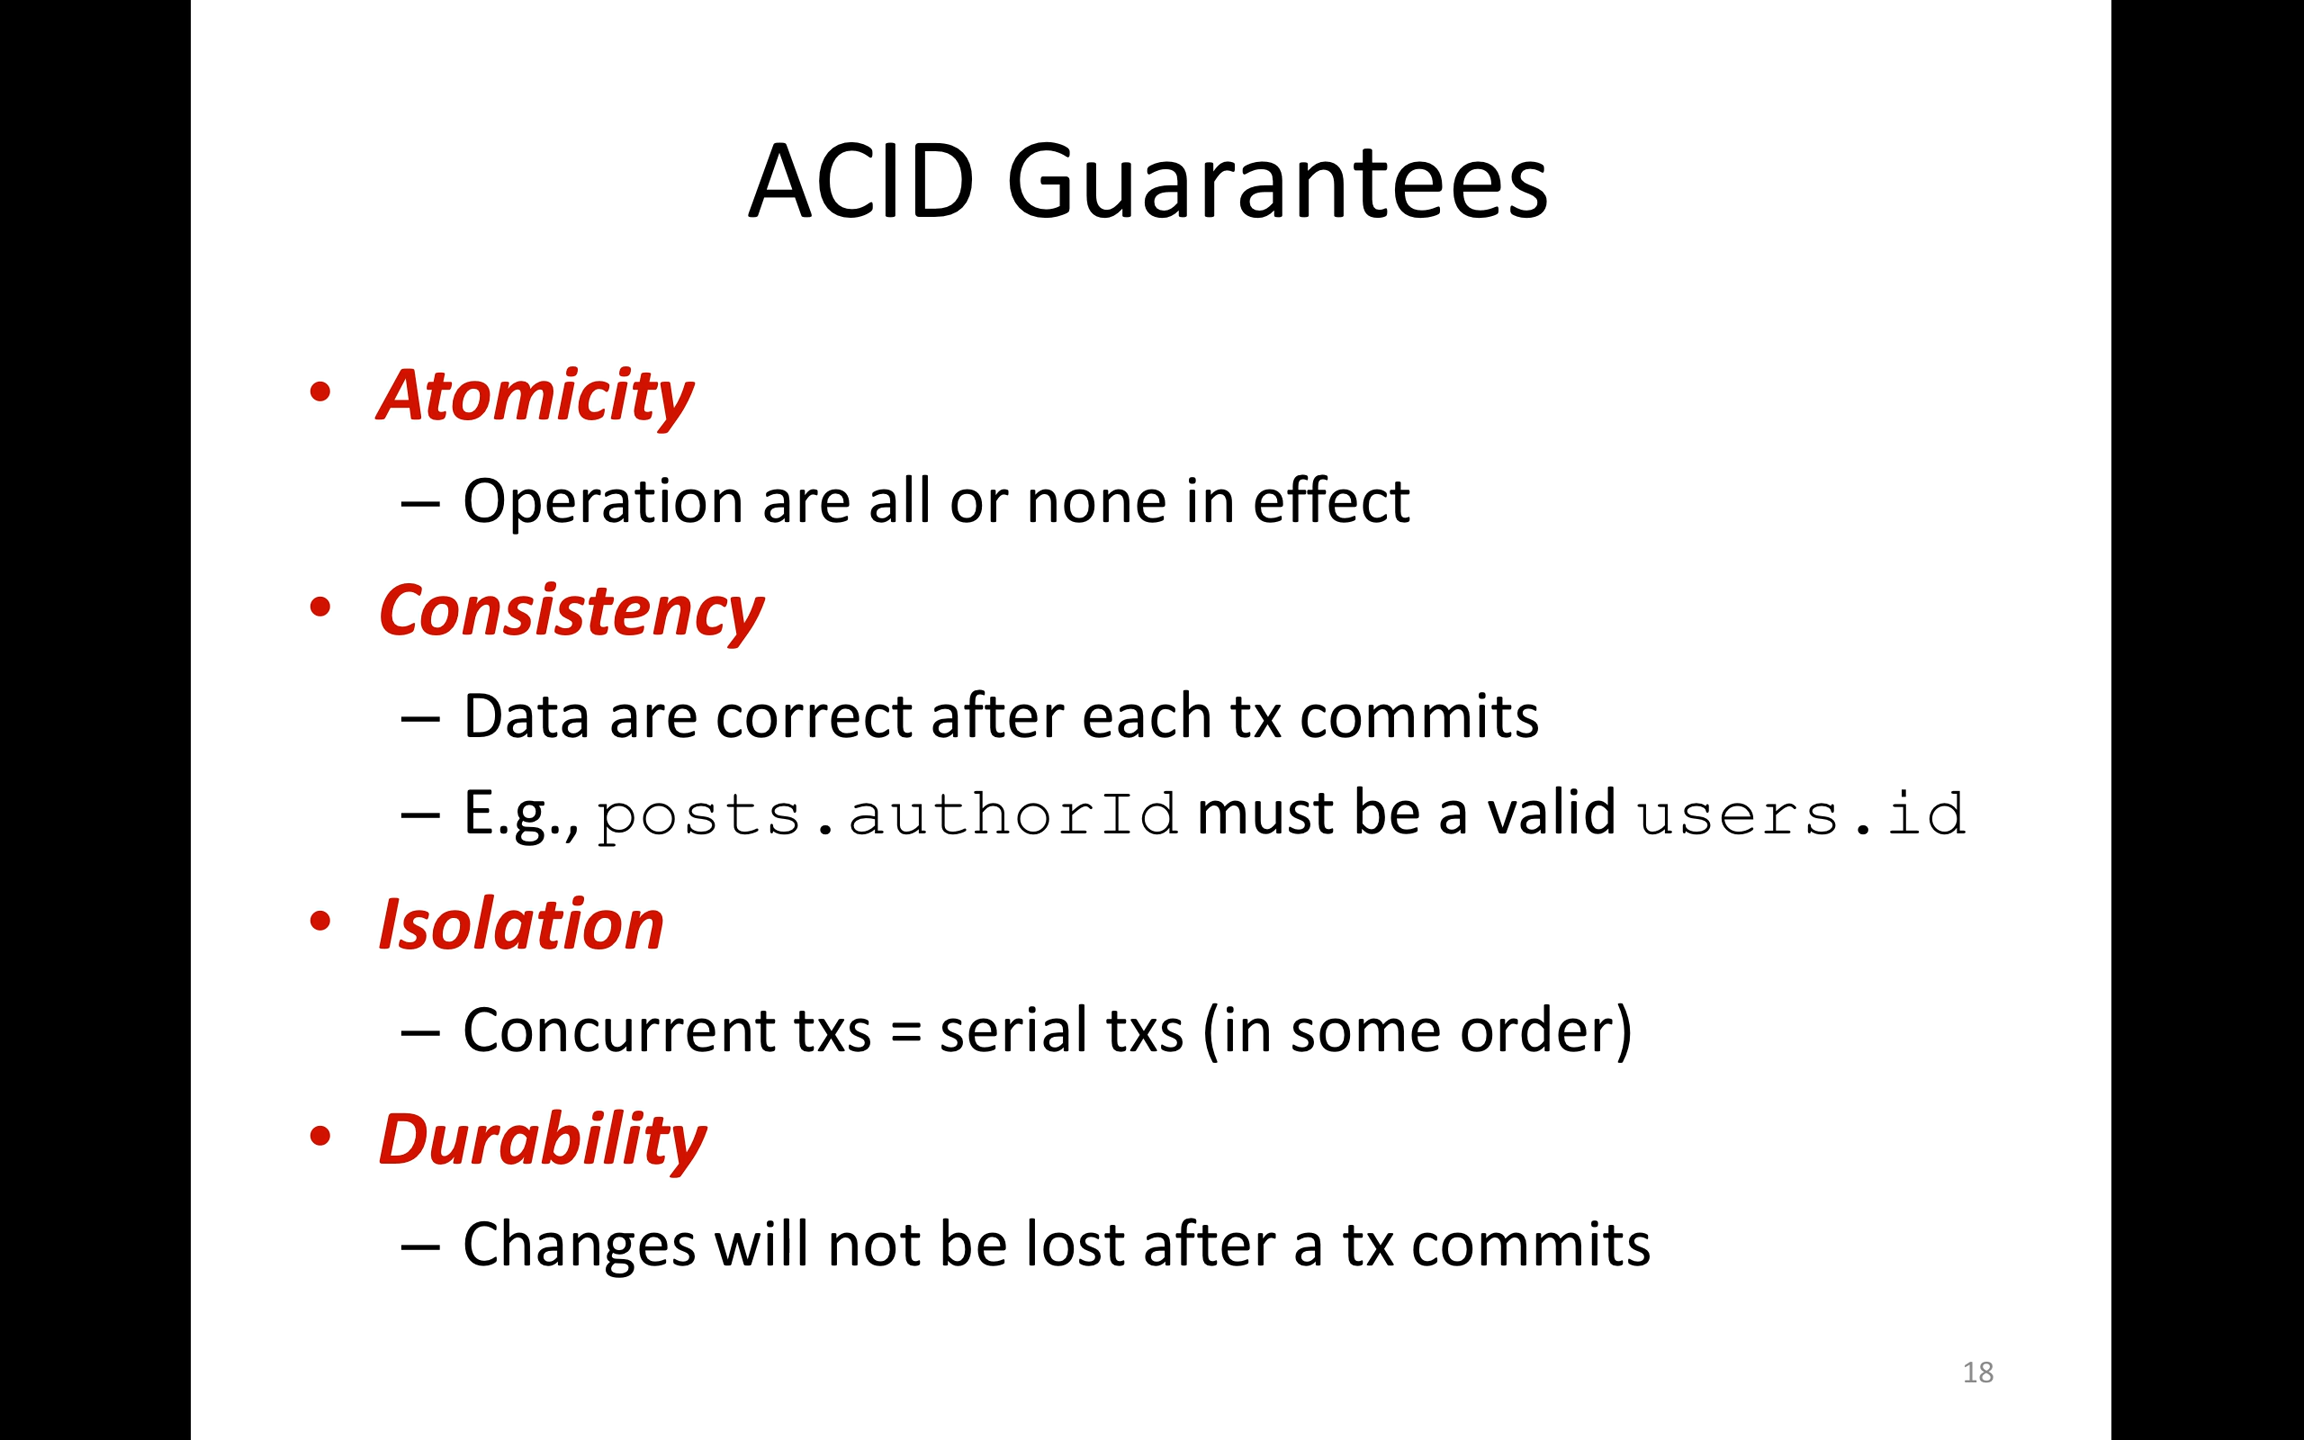 ACID Guarantees
• Atomicity
– Operation are all or none in effect
• Consistency
– Data are correct after each tx commits
– E.g., posts.authorId must be a valid users.id
• Isolation
– Concurrent txs = serial txs (in some order)
• Durability
– Changes will not be lost after a tx commits
18